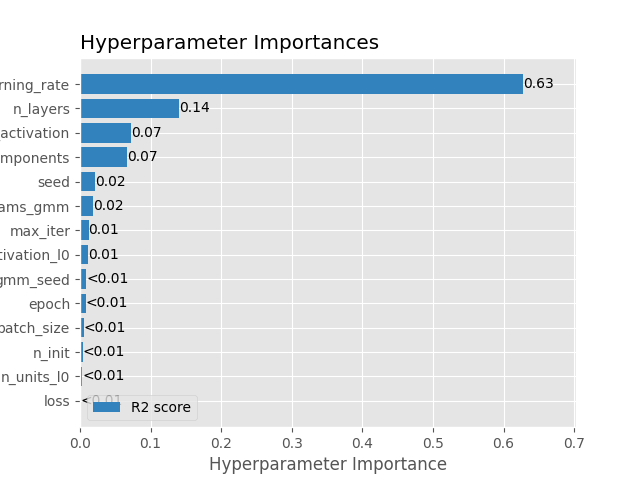 Hyperparameter Importances
rning_rate 0.63
n_layers 0.14
activation 0.07
mponents 0.07
seed 0.02
ams_gmm 0.02
max_iter 0.01
tivation_l0 0.01
gmm_seed <0.01
epoch <0.01
batch_size <0.01
n_init <0.01
n_units_l0 <0.01
loss <0.01
R2 score
0.0 0.1 0.2 0.3 0.4 0.5 0.6 0.7
Hyperparameter Importance